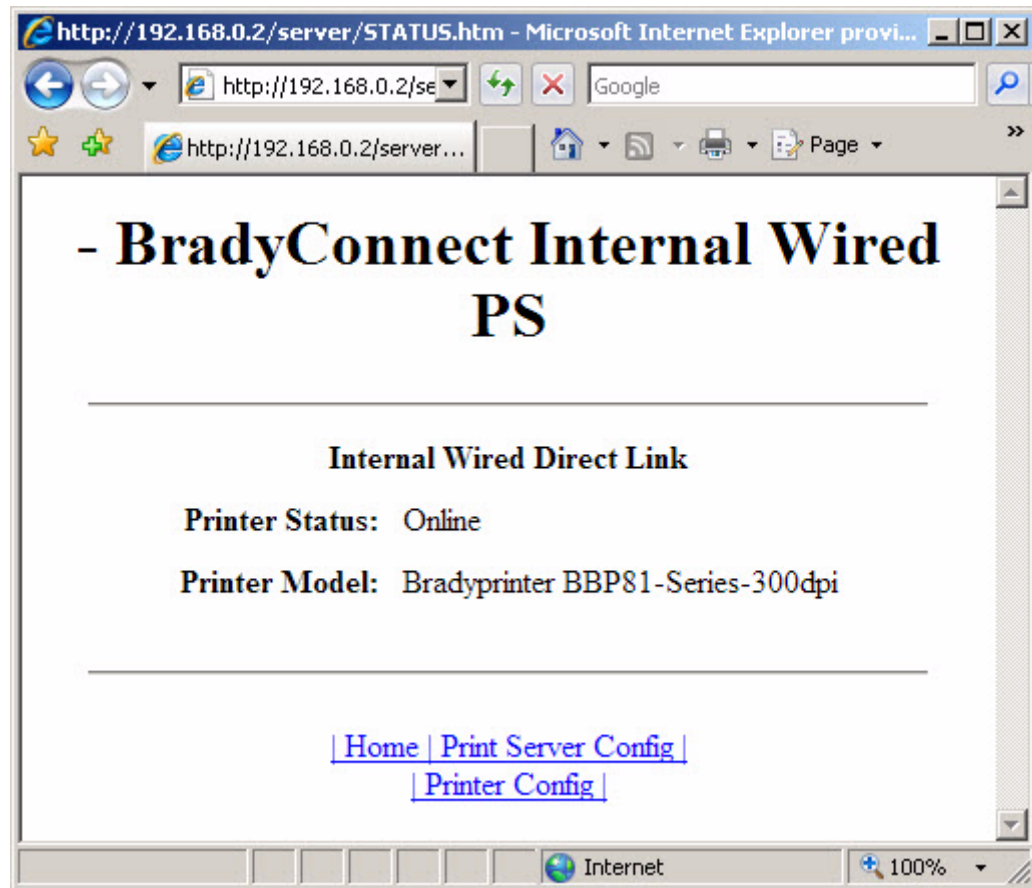 http://192.168.0.2/server/STATUS.htm - Microsoft Internet Explorer provi...
http://192.168.0.2/se
Google
http://192.168.0.2/server...
Page
»
- BradyConnect Internal Wired
PS
Internal Wired Direct Link
Printer Status: Online
Printer Model: Bradyprinter BBP81-Series-300dpi
| Home | Print Server Config |
| Printer Config |
Internet
100%